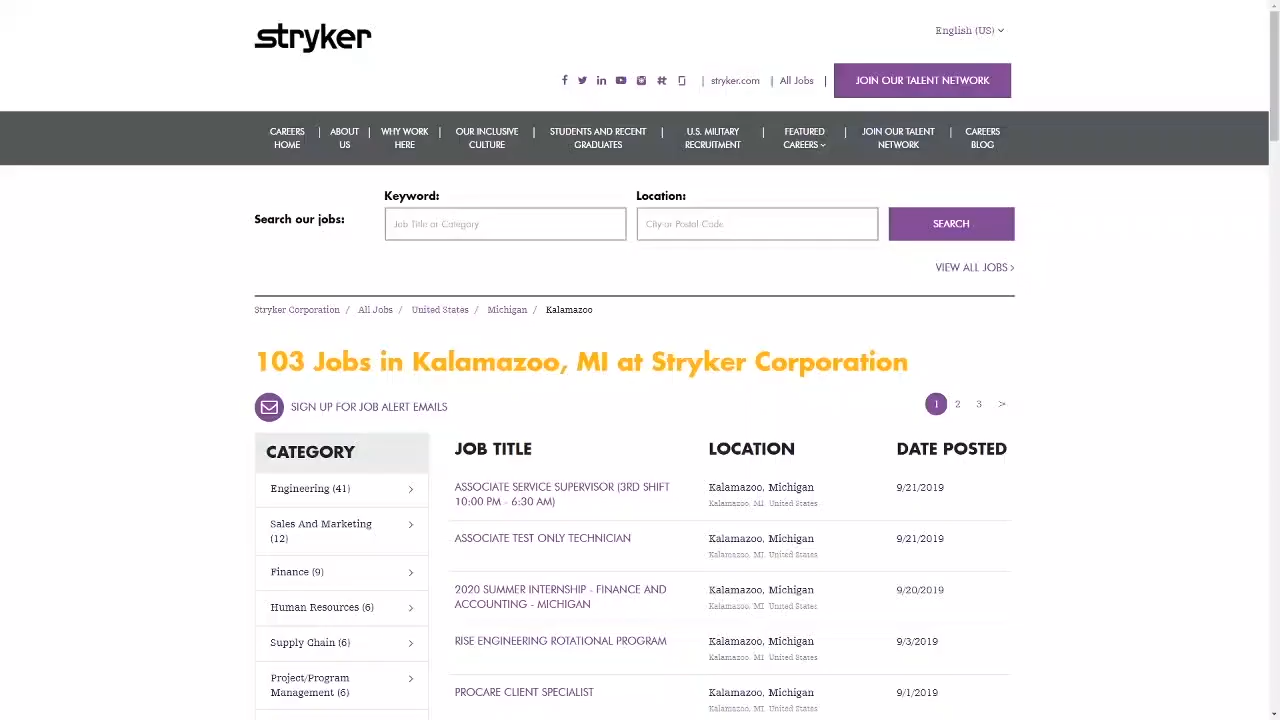 stryker
English (US)
stryker.com | All Jobs | JOIN OUR TALENT NETWORK
CAREERS HOME | ABOUT US | WHY WORK HERE | OUR INCLUSIVE CULTURE | STUDENTS AND RECENT GRADUATES | U.S. MILITARY RECRUITMENT | FEATURED CAREERS | JOIN OUR TALENT NETWORK | CAREERS BLOG
Search our jobs:
Keyword:
Job Title or Category
Location:
City or Postal Code
SEARCH
VIEW ALL JOBS >
Stryker Corporation / All Jobs / United States / Michigan / Kalamazoo
103 Jobs in Kalamazoo, MI at Stryker Corporation
SIGN UP FOR JOB ALERT EMAILS
1 2 3 >
CATEGORY
Engineering (41)
Sales And Marketing
(12)
Finance (9)
Human Resources (6)
Supply Chain (6)
Project/Program
Management (6)
JOB TITLE LOCATION DATE POSTED
ASSOCIATE SERVICE SUPERVISOR (3RD SHIFT
10:00 PM - 6:30 AM)
Kalamazoo, Michigan
Kalamazoo, MI United States
9/21/2019
ASSOCIATE TEST ONLY TECHNICIAN
Kalamazoo, Michigan
Kalamazoo, MI United States
9/21/2019
2020 SUMMER INTERNSHIP - FINANCE AND
ACCOUNTING - MICHIGAN
Kalamazoo, Michigan
Kalamazoo, MI United States
9/20/2019
RISE ENGINEERING ROTATIONAL PROGRAM
Kalamazoo, Michigan
Kalamazoo, MI United States
9/3/2019
PROCARE CLIENT SPECIALIST
Kalamazoo, Michigan
Kalamazoo, MI United States
9/1/2019